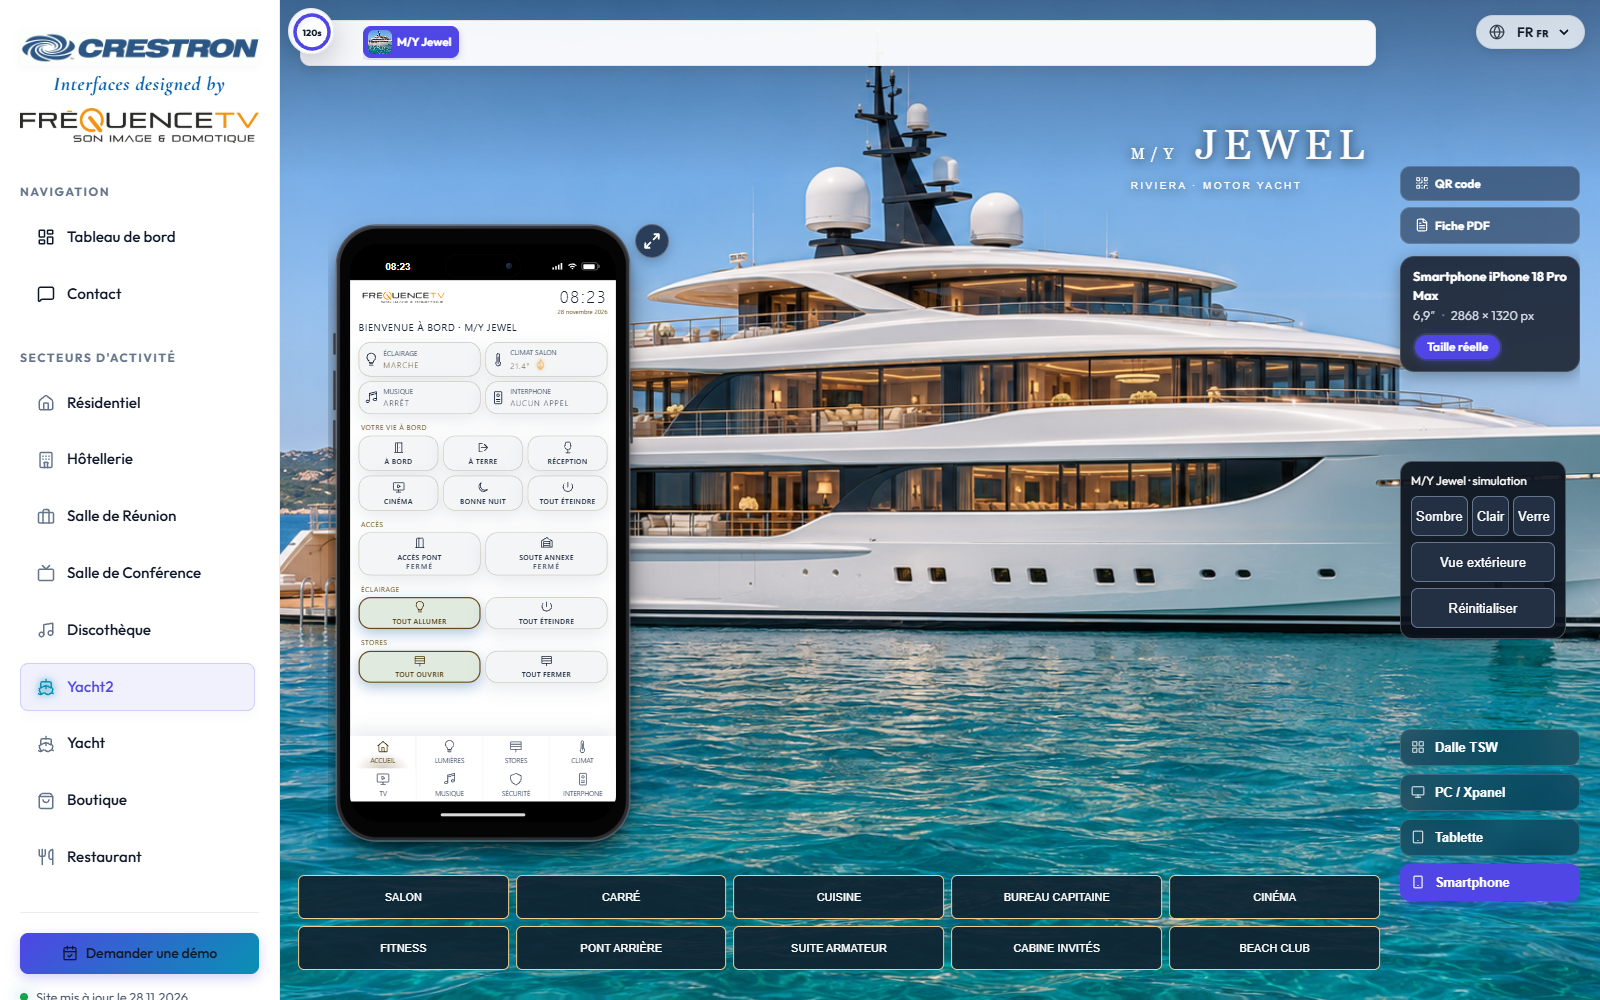 CRESTRON
Interfaces designed by
FRÉQUENCETV
SON IMAGE & DOMOTIQUE
NAVIGATION
Tableau de bord
Contact
SECTEURS D'ACTIVITÉ
Résidentiel
Hôtellerie
Salle de Réunion
Salle de Conférence
Discothèque
Yacht2
Yacht
Boutique
Restaurant
Demander une démo
Site mis à jour le 28.11.2026
120s
M/Y Jewel
FR FR
M/Y JEWEL
RIVIERA · MOTOR YACHT
QR code
Fiche PDF
Smartphone iPhone 18 Pro
Max
6,9" · 2868 × 1320 px
Taille réelle
M/Y Jewel · simulation
Sombre
Clair
Verre
Vue extérieure
Réinitialiser
Dalle TSW
PC / Xpanel
Tablette
Smartphone
08:23
FRÉQUENCETV
SON IMAGE & DOMOTIQUE
08:23
28 novembre 2026
BIENVENUE À BORD · M/Y JEWEL
ÉCLAIRAGE
MARCHE
CLIMAT SALON
21.4°
MUSIQUE
ARRÊT
INTERPHONE
AUCUN APPEL
VOTRE VIE À BORD
À BORD
À TERRE
RÉCEPTION
CINÉMA
BONNE NUIT
TOUT ÉTEINDRE
ACCÈS
ACCÈS PONT
FERMÉ
SOUTE ANNEXE
FERMÉ
ÉCLAIRAGE
TOUT ALLUMER
TOUT ÉTEINDRE
STORES
TOUT OUVRIR
TOUT FERMER
ACCUEIL
LUMIÈRES
STORES
CLIMAT
TV
MUSIQUE
SÉCURITÉ
INTERPHONE
SALON
CARRÉ
CUISINE
BUREAU CAPITAINE
CINÉMA
FITNESS
PONT ARRIÈRE
SUITE ARMATEUR
CABINE INVITÉS
BEACH CLUB